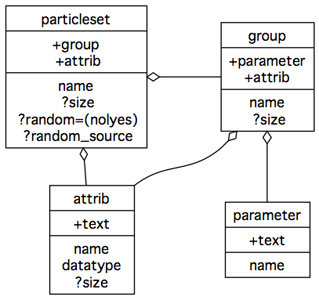 particleset
+group
+attrib
name
?size
?random=(no|yes)
?random_source
group
+parameter
+attrib
name
?size
attrib
+text
name
datatype
?size
parameter
+text
name